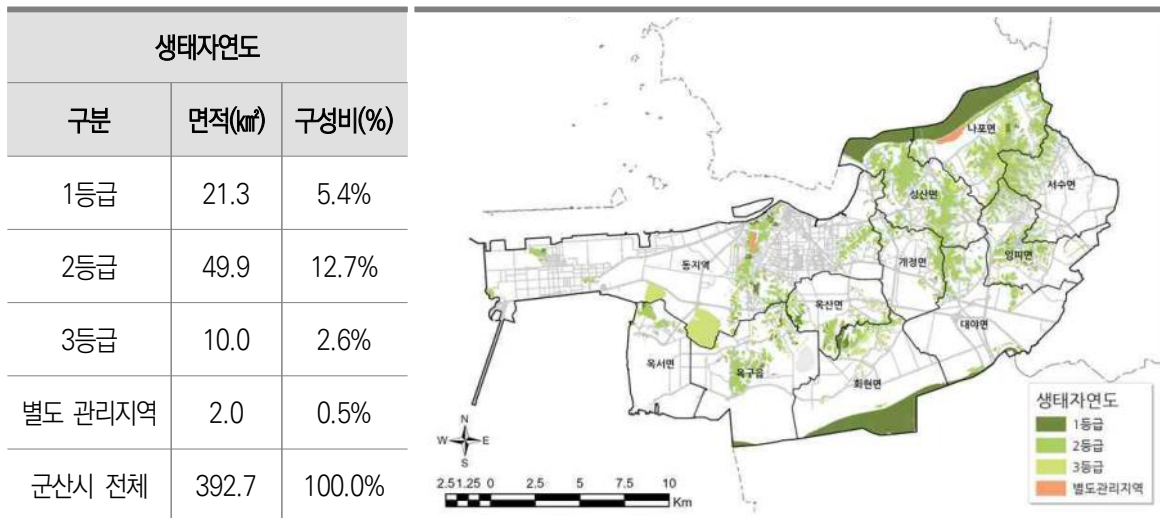 생태자연도
구분 면적(㎢) 구성비(%)
1등급 21.3 5.4%
2등급 49.9 12.7%
3등급 10.0 2.6%
별도 관리지역 2.0 0.5%
군산시 전체 392.7 100.0%
나포면
서수면
성산면
임피면
개정면
동지역
옥산면
대야면
옥서면
옥구읍
회현면
N
W E
S
2.5 1.25 0 2.5 5 7.5 10
Km
생태자연도
1등급
2등급
3등급
별도관리지역